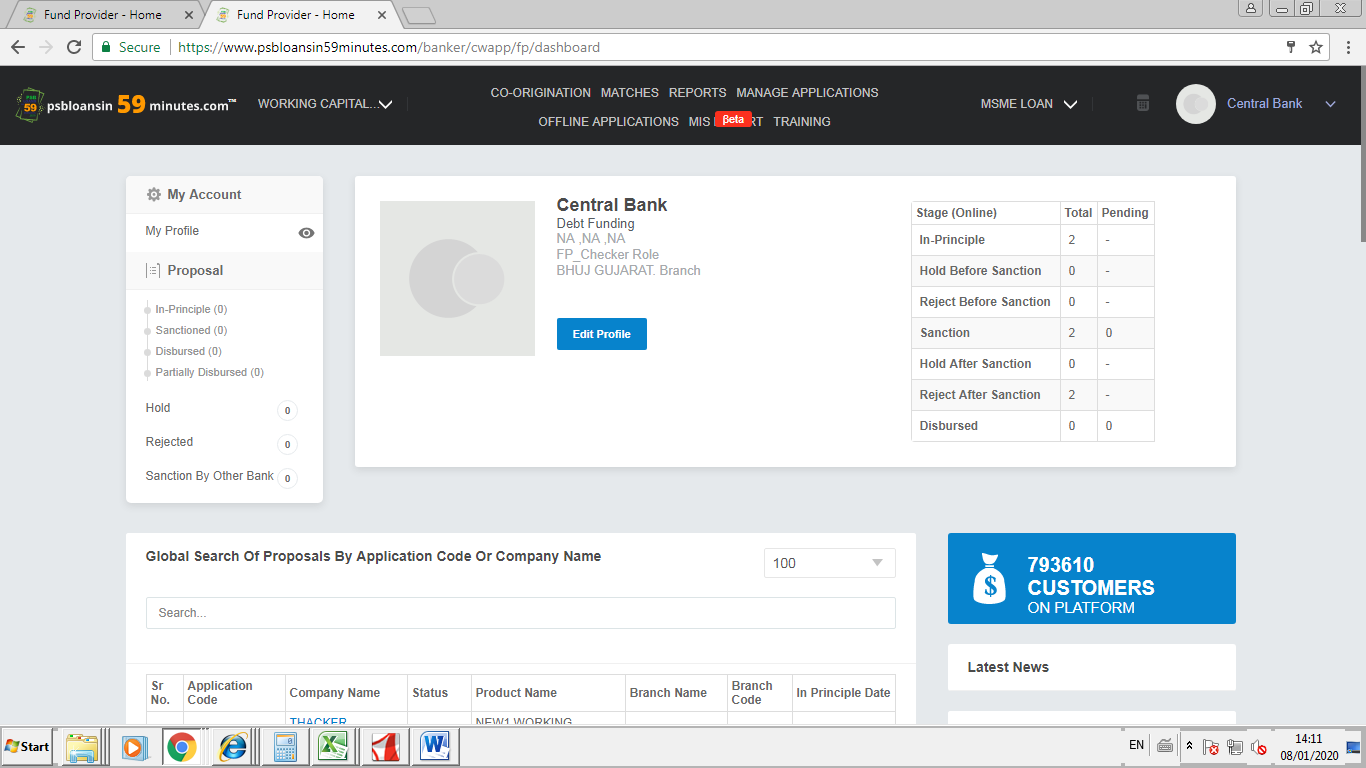 Fund Provider - Home
Fund Provider - Home
Secure
https://www.psbloansin59minutes.com/banker/cwapp/fp/dashboard
PSB
59
psbloansin 59 minutes.com™
WORKING CAPITAL...
CO-ORIGINATION MATCHES REPORTS MANAGE APPLICATIONS
OFFLINE APPLICATIONS MIS βeta RT TRAINING
MSME LOAN
Central Bank
My Account
My Profile
Proposal
In-Principle (0)
Sanctioned (0)
Disbursed (0)
Partially Disbursed (0)
Hold 0
Rejected 0
Sanction By Other Bank 0
Central Bank
Debt Funding
NA ,NA ,NA
FP_Checker Role
BHUJ GUJARAT. Branch
Edit Profile
Stage (Online) Total Pending
In-Principle 2 -
Hold Before Sanction 0 -
Reject Before Sanction 0 -
Sanction 2 0
Hold After Sanction 0 -
Reject After Sanction 2 -
Disbursed 0 0
Global Search Of Proposals By Application Code Or Company Name
100
Search...
Sr No. Application Code Company Name Status Product Name Branch Name Branch Code In Principle Date
THACKER NEW1 WORKING
793610
CUSTOMERS
ON PLATFORM
Latest News
Start
EN
14:11
08/01/2020